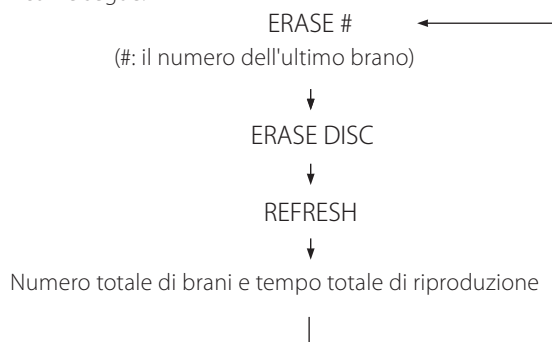 ERASE #
(#: il numero dell'ultimo brano)
ERASE DISC
REFRESH
Numero totale di brani e tempo totale di riproduzione